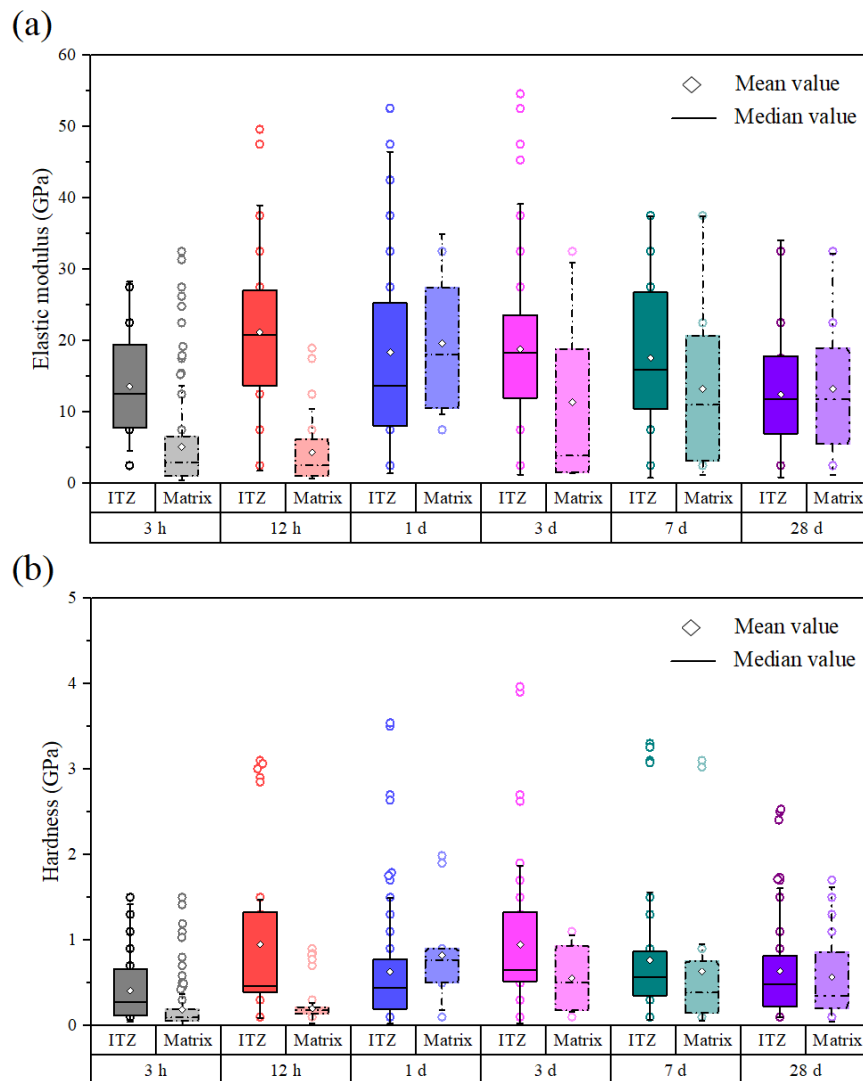 (a)
60
Mean value
Median value
50
40
30
20
10
0
Elastic modulus (GPa)
ITZ Matrix ITZ Matrix ITZ Matrix ITZ Matrix ITZ Matrix ITZ Matrix
3 h 12 h 1 d 3 d 7 d 28 d
(b)
5
Mean value
Median value
4
3
2
1
0
Hardness (GPa)
ITZ Matrix ITZ Matrix ITZ Matrix ITZ Matrix ITZ Matrix ITZ Matrix
3 h 12 h 1 d 3 d 7 d 28 d